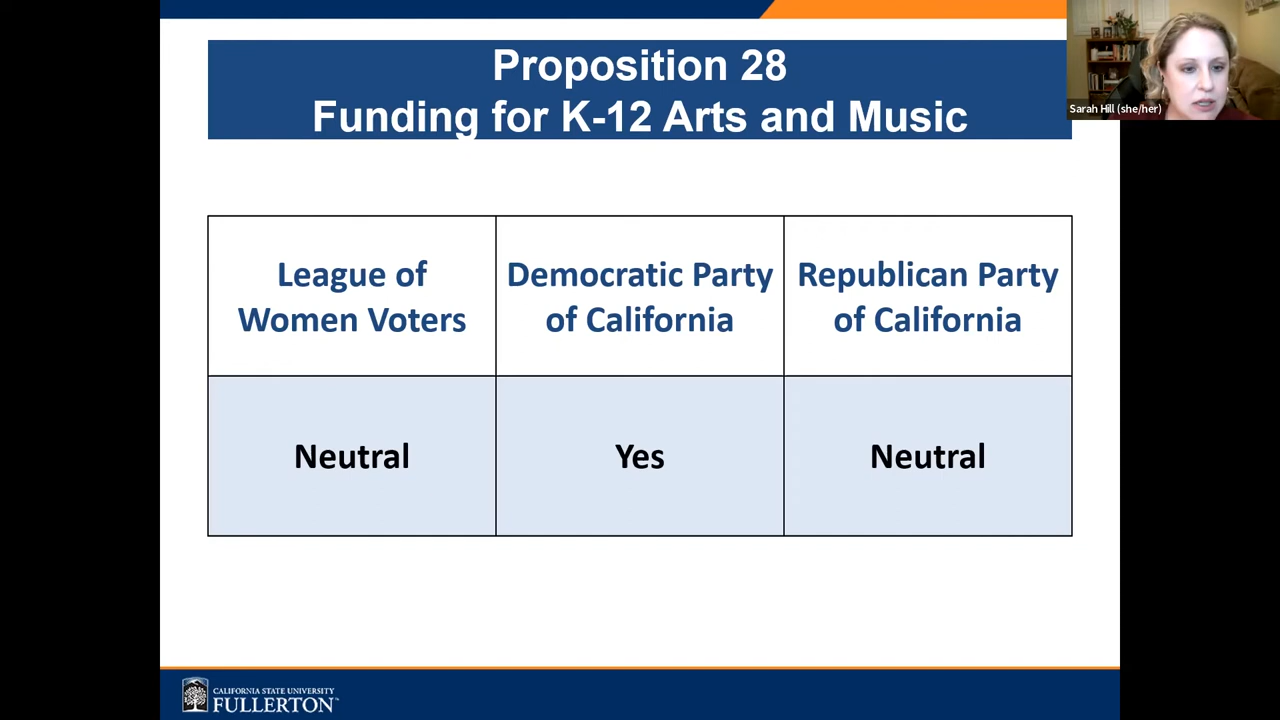 Proposition 28
Funding for K-12 Arts and Music
Sarah Hill (she/her)
League of
Women Voters
Democratic Party
of California
Republican Party
of California
Neutral
Yes
Neutral
CALIFORNIA STATE UNIVERSITY
FULLERTON™